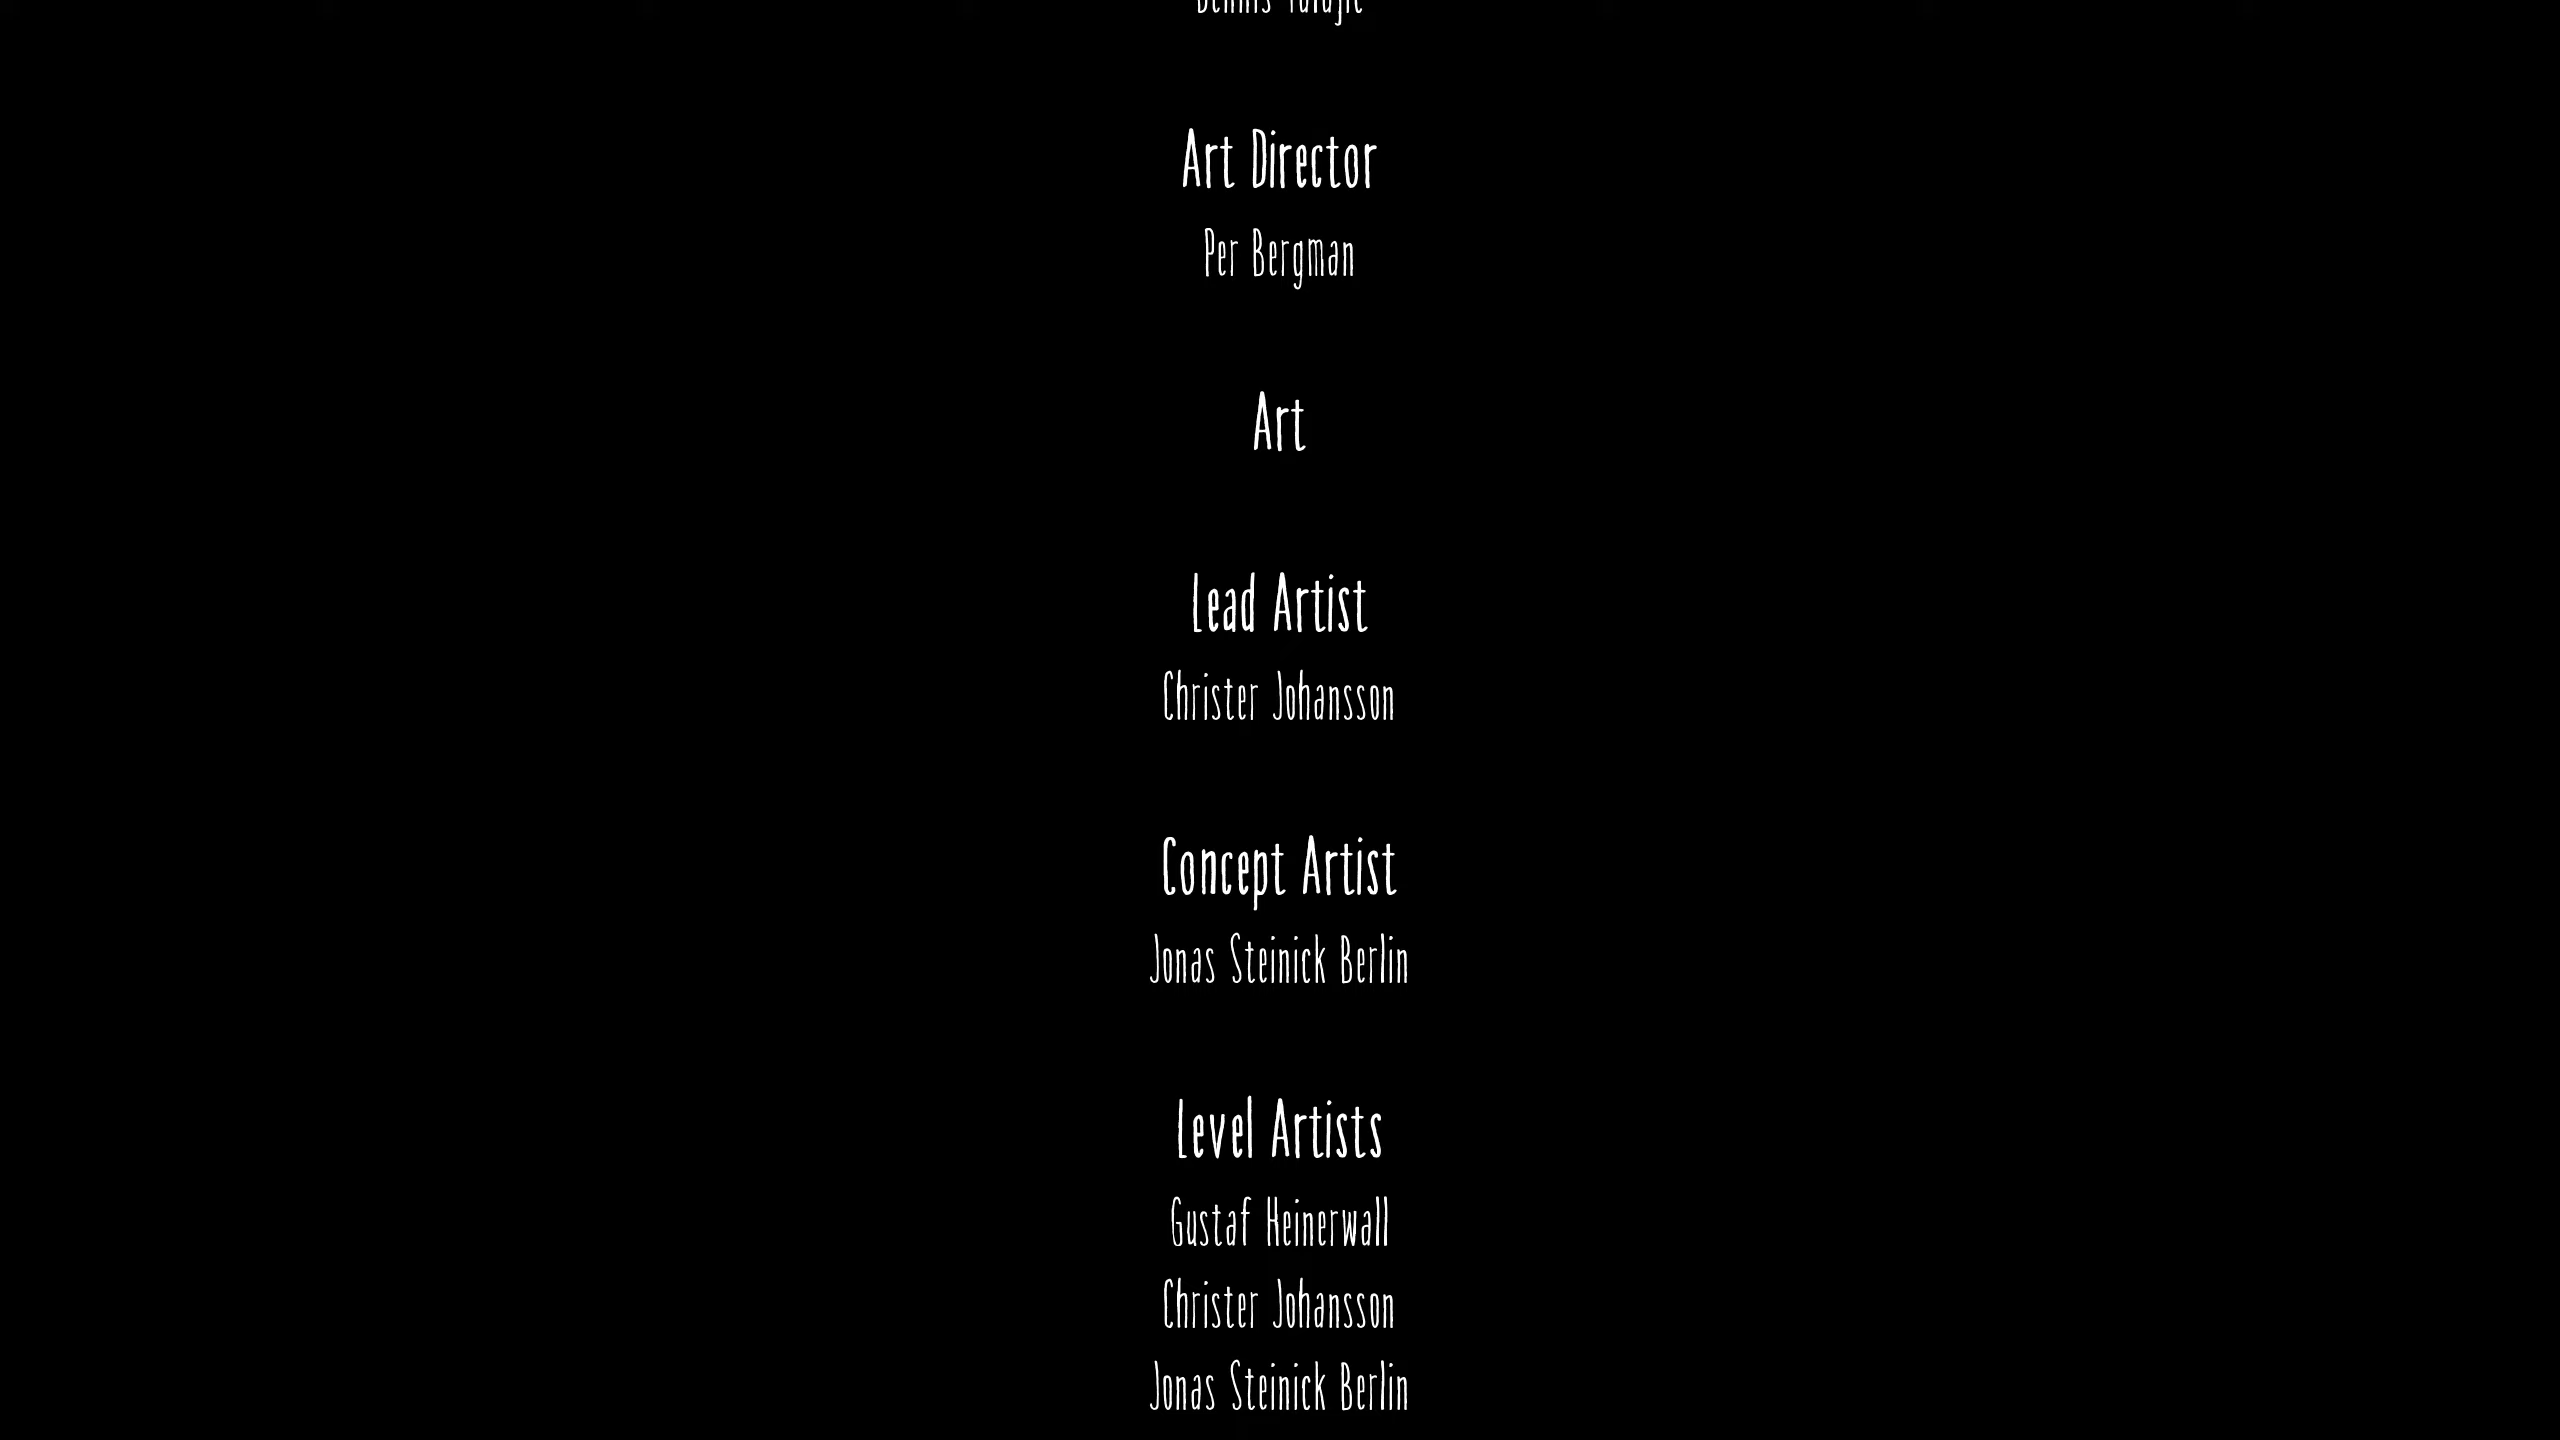 Art Director
Per Bergman
Art
Lead Artist
Christer Johansson
Concept Artist
Jonas Steinick Berlin
Level Artists
Gustaf Heinerwall
Christer Johansson
Jonas Steinick Berlin